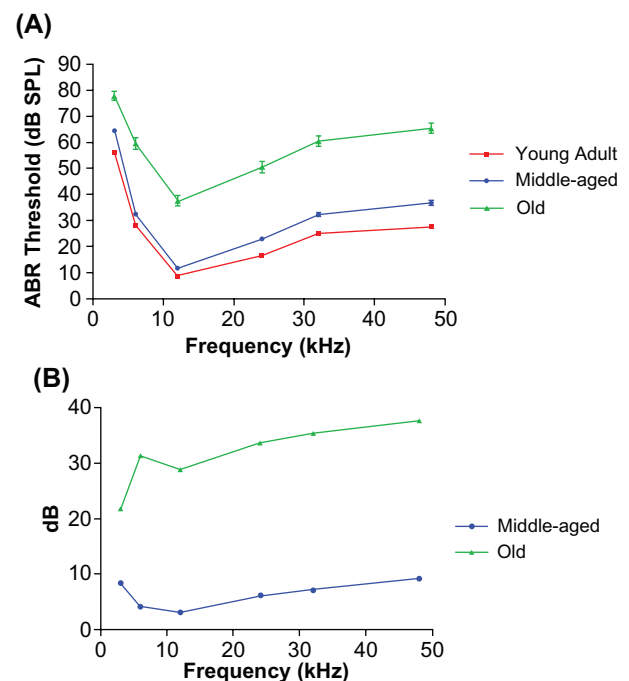 (A)
ABR Threshold (dB SPL)
90
80
70
60
50
40
30
20
10
0
0 10 20 30 40 50
Frequency (kHz)
Young Adult
Middle-aged
Old
(B)
dB
40
30
20
10
0
0 10 20 30 40 50
Frequency (kHz)
Middle-aged
Old